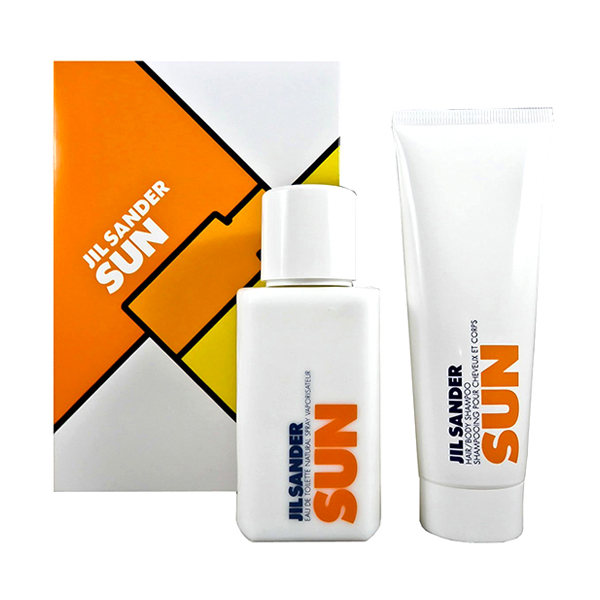 JIL SANDER
SUN
JIL SANDER
EAU DE TOILETTE NATURAL SPRAY VAPORISATEUR
SUN
JIL SANDER
HAIR/BODY SHAMPOO
SHAMPOOING POUR CHEVEUX ET CORPS
SUN